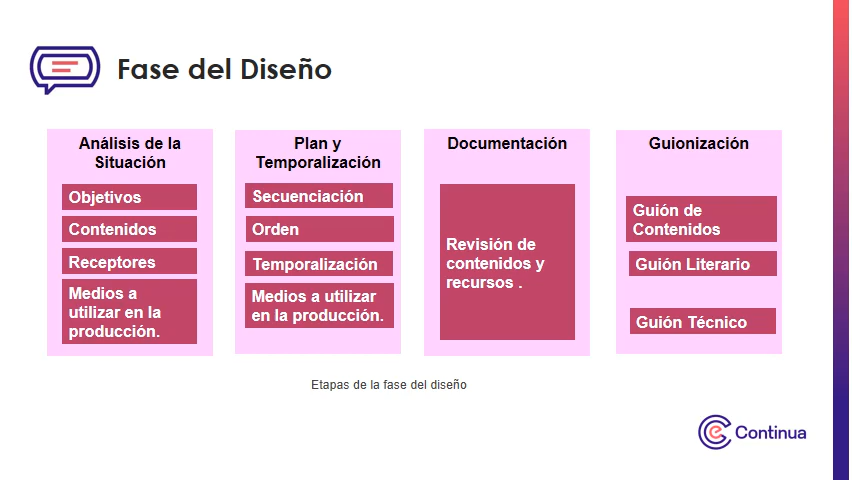 Fase del Diseño
Análisis de la
Situación
Objetivos
Contenidos
Receptores
Medios a
utilizar en la
producción.
Plan y
Temporalización
Secuenciación
Orden
Temporalización
Medios a utilizar
en la producción.
Documentación
Revisión de
contenidos y
recursos .
Guionización
Guión de
Contenidos
Guión Literario
Guión Técnico
Etapas de la fase del diseño
e Continua